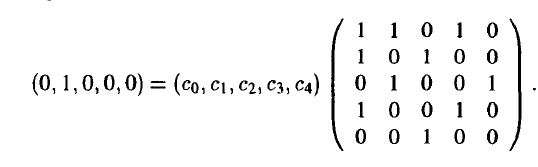 1 1 0 1 0
1 0 1 0 0
(0, 1, 0, 0, 0) = (c₀, c₁, c₂, c₃, c₄) 0 1 0 0 1 .
1 0 0 1 0
0 0 1 0 0